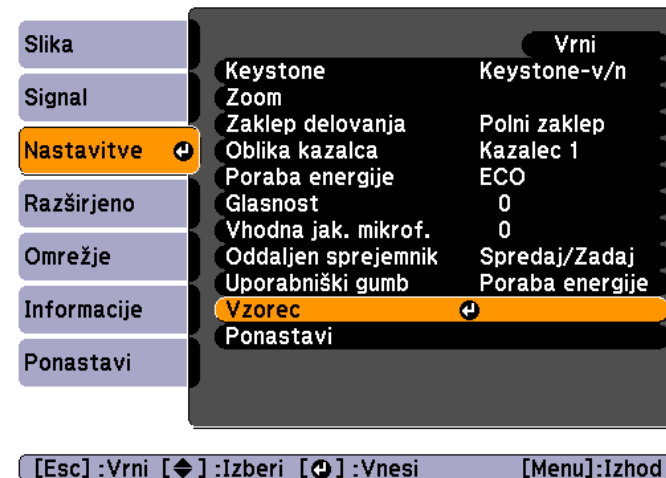 Slika
Signal
Nastavitve
Razširjeno
Omrežje
Informacije
Ponastavi
Vrni
Keystone Keystone-v/n
Zoom
Zaklep delovanja Polni zaklep
Oblika kazalca Kazalec 1
Poraba energije ECO
Glasnost 0
Vhodna jak. mikrof. 0
Oddaljen sprejemnik Spredaj/Zadaj
Uporabniški gumb Poraba energije
Vzorec
Ponastavi
[Esc] :Vrni [◆] :Izberi [↵] :Vnesi [Menu]:Izhod